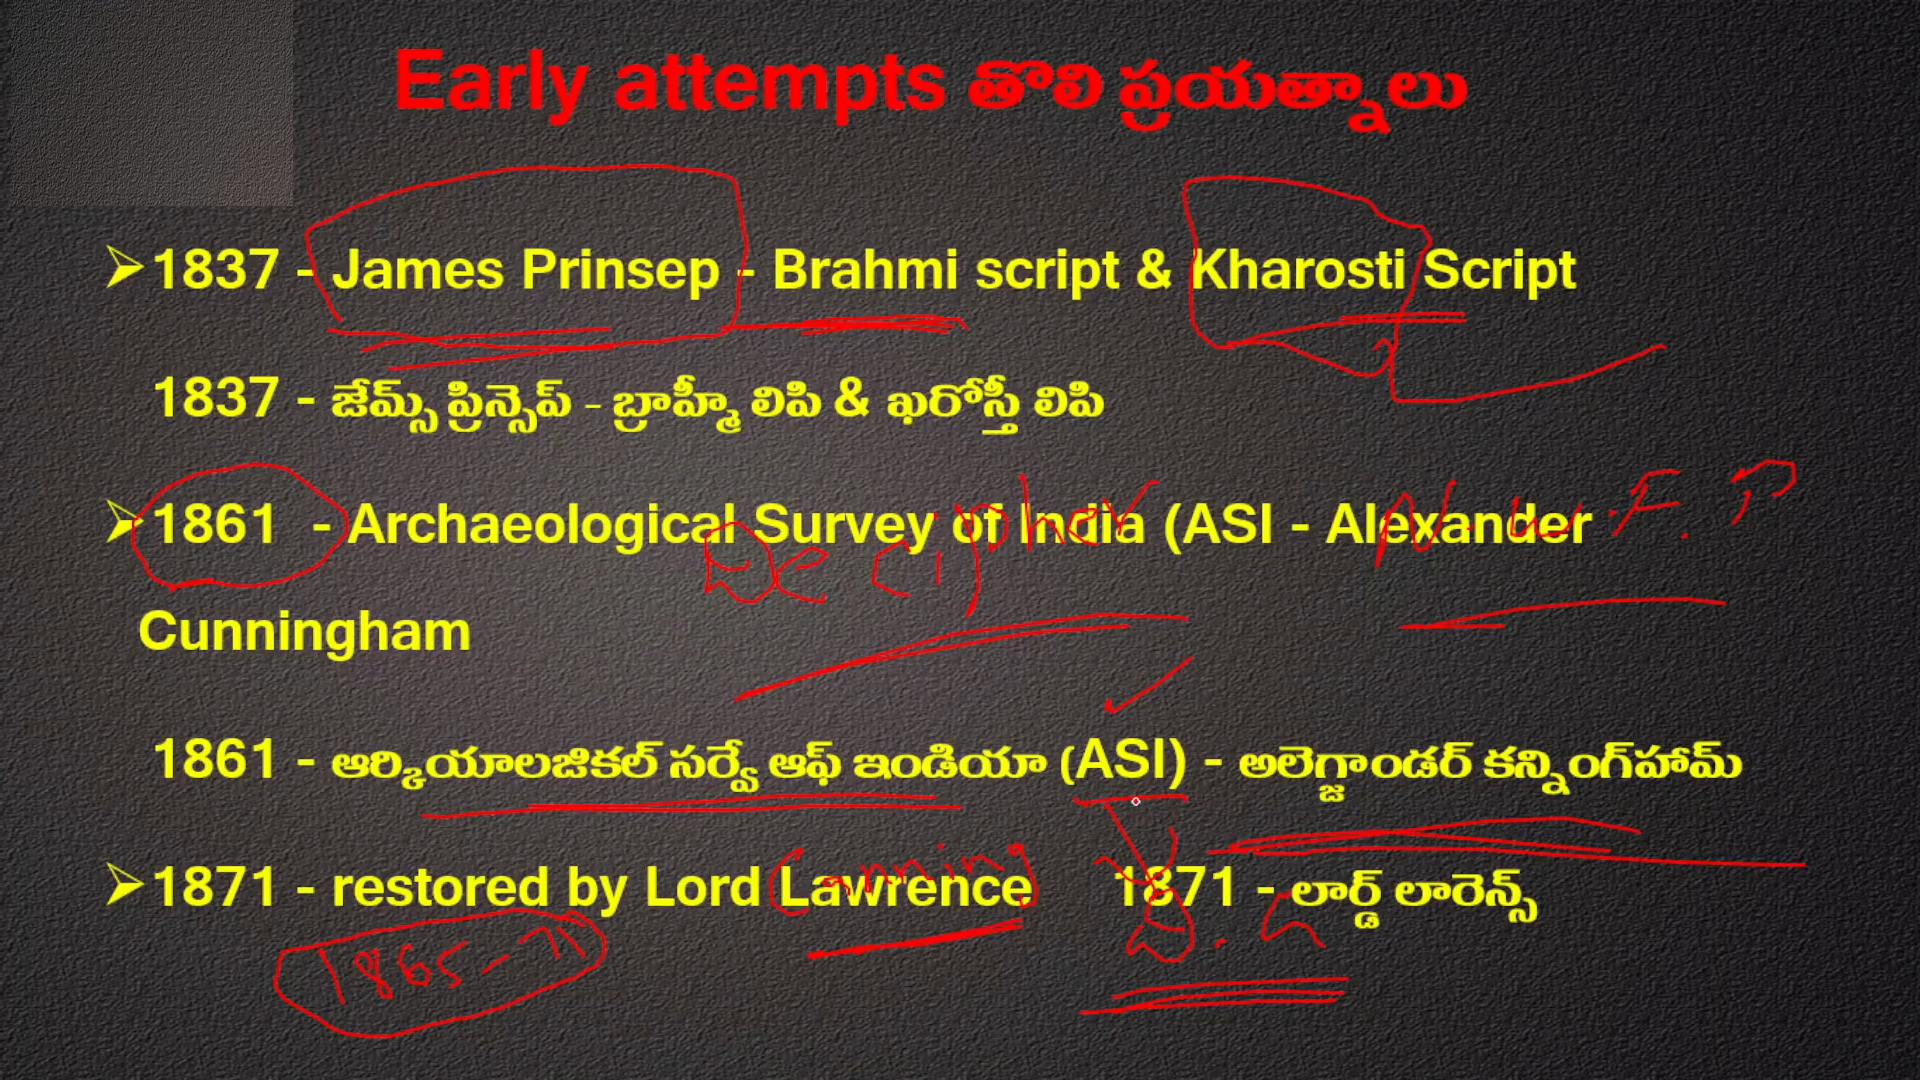 Early attempts తొలి ప్రయత్నాలు
➢1837 - James Prinsep - Brahmi script & Kharosti Script
1837 - జేమ్స్ ప్రిన్సెప్ - బ్రాహ్మీ లిపి & ఖరోస్తీ లిపి
➢1861 - Archaeological Survey of India (ASI - Alexander
Decipher
Cunningham
1861 - ఆర్కియాలజికల్ సర్వే ఆఫ్ ఇండియా (ASI) - అలెగ్జాండర్ కన్నింగ్‌హామ్
Canning
➢1871 - restored by Lord Lawrence 1871 - లార్డ్ లారెన్స్
1865-71